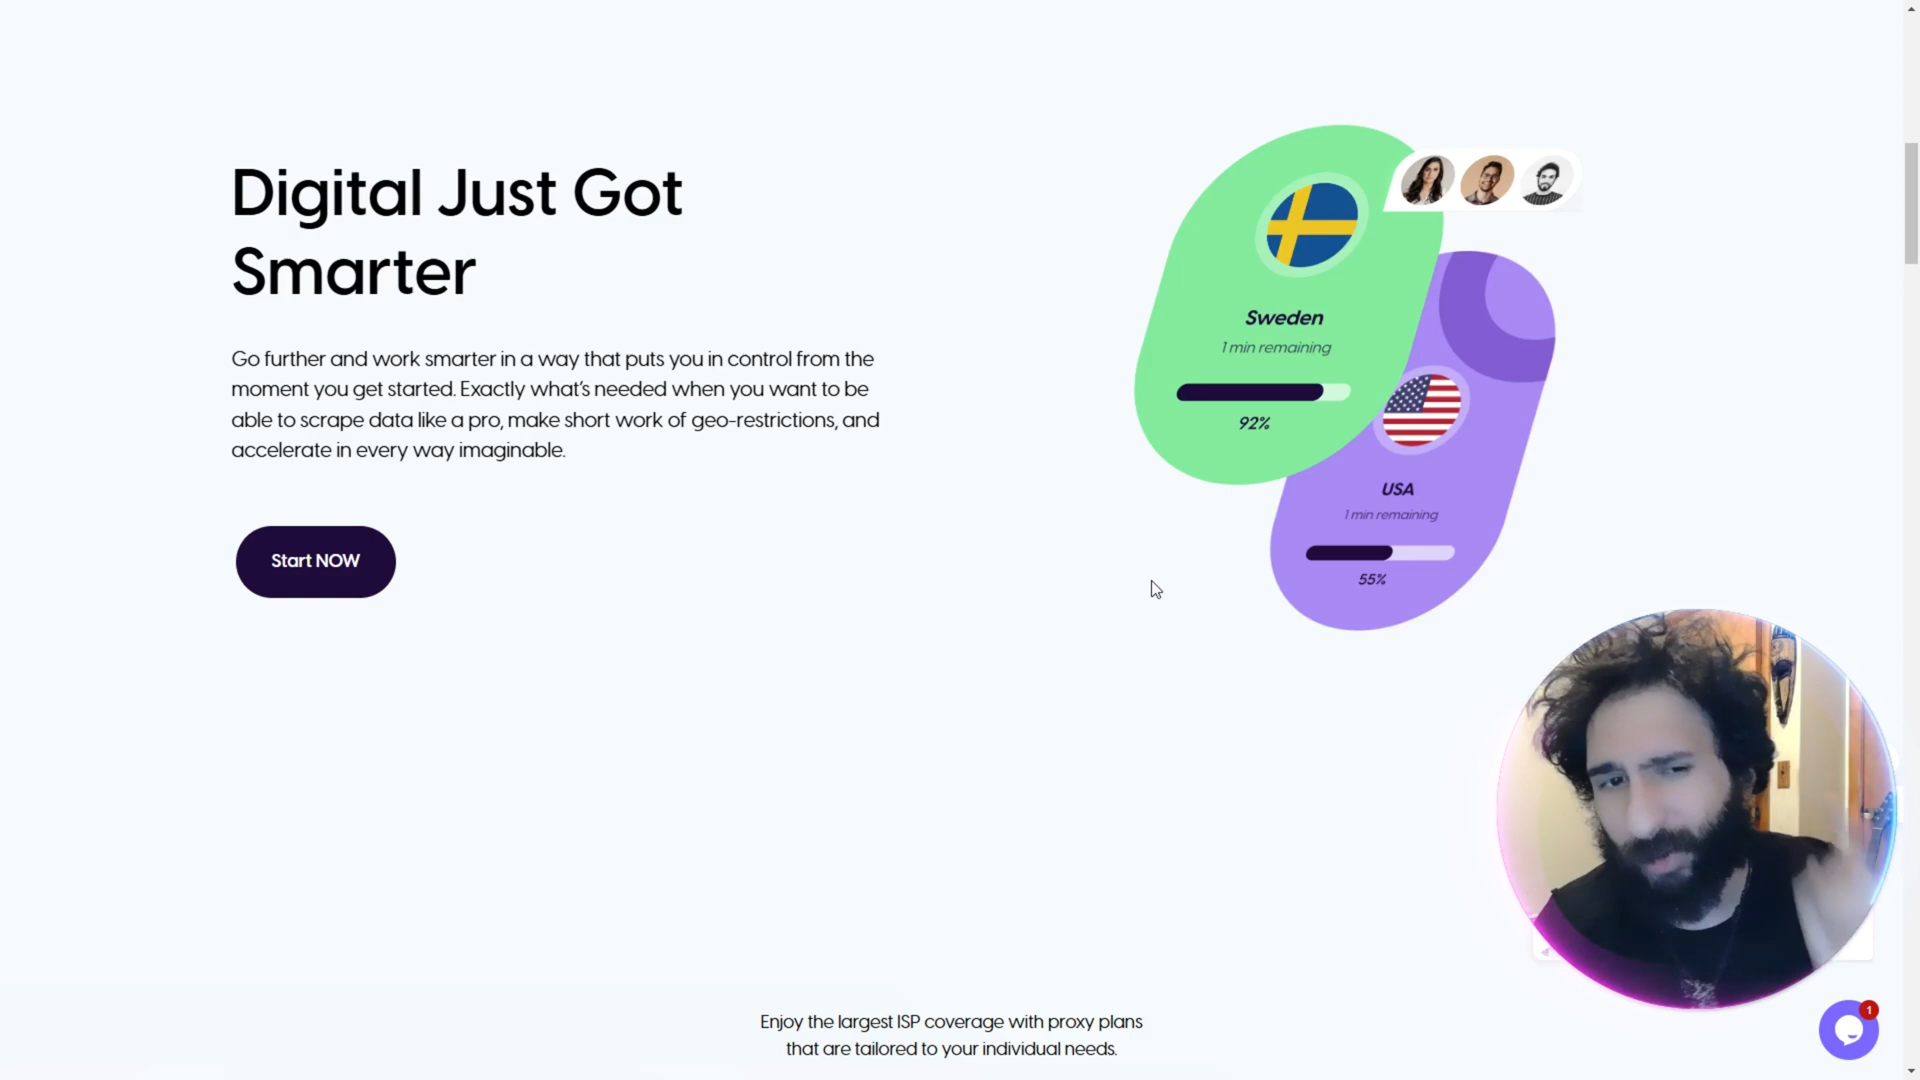 Digital Just Got
Smarter
Go further and work smarter in a way that puts you in control from the
moment you get started. Exactly what's needed when you want to be
able to scrape data like a pro, make short work of geo-restrictions, and
accelerate in every way imaginable.
Start NOW
Sweden
1 min remaining
92%
USA
1 min remaining
55%
Enjoy the largest ISP coverage with proxy plans
that are tailored to your individual needs.
1